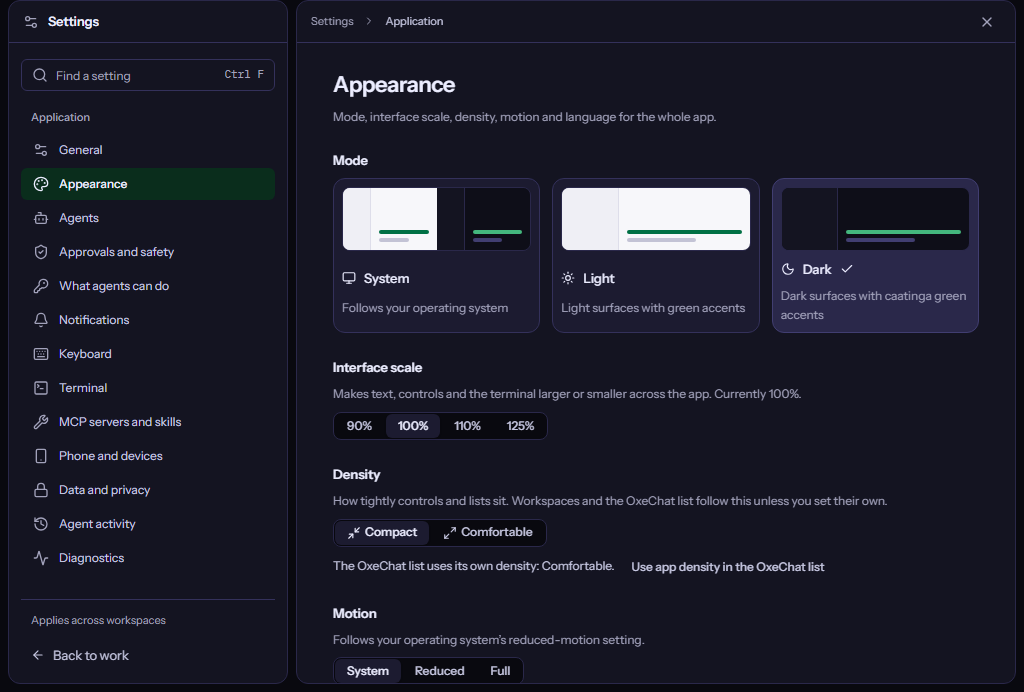 Settings
Find a setting
Ctrl F
Application
General
Appearance
Agents
Approvals and safety
What agents can do
Notifications
Keyboard
Terminal
MCP servers and skills
Phone and devices
Data and privacy
Agent activity
Diagnostics
Applies across workspaces
Back to work
Settings > Application
Appearance
Mode, interface scale, density, motion and language for the whole app.
Mode
System
Follows your operating system
Light
Light surfaces with green accents
Dark
Dark surfaces with caatinga green
accents
Interface scale
Makes text, controls and the terminal larger or smaller across the app. Currently 100%.
90% 100% 110% 125%
Density
How tightly controls and lists sit. Workspaces and the OxeChat list follow this unless you set their own.
Compact Comfortable
The OxeChat list uses its own density: Comfortable. Use app density in the OxeChat list
Motion
Follows your operating system's reduced-motion setting.
System Reduced Full